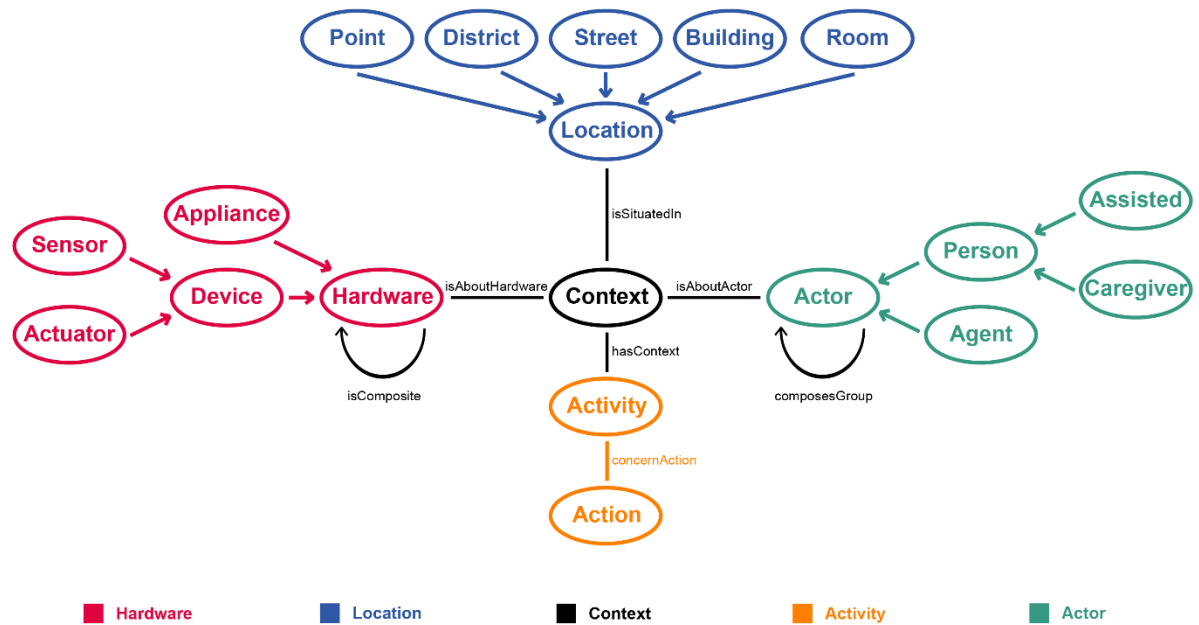 Point
District
Street
Building
Room
Location
isSituatedIn
Appliance
Sensor
Device
Actuator
Hardware
isAboutHardware
isComposite
Context
isAboutActor
Actor
composesGroup
Person
Assisted
Caregiver
Agent
hasContext
Activity
concernAction
Action
Hardware
Location
Context
Activity
Actor